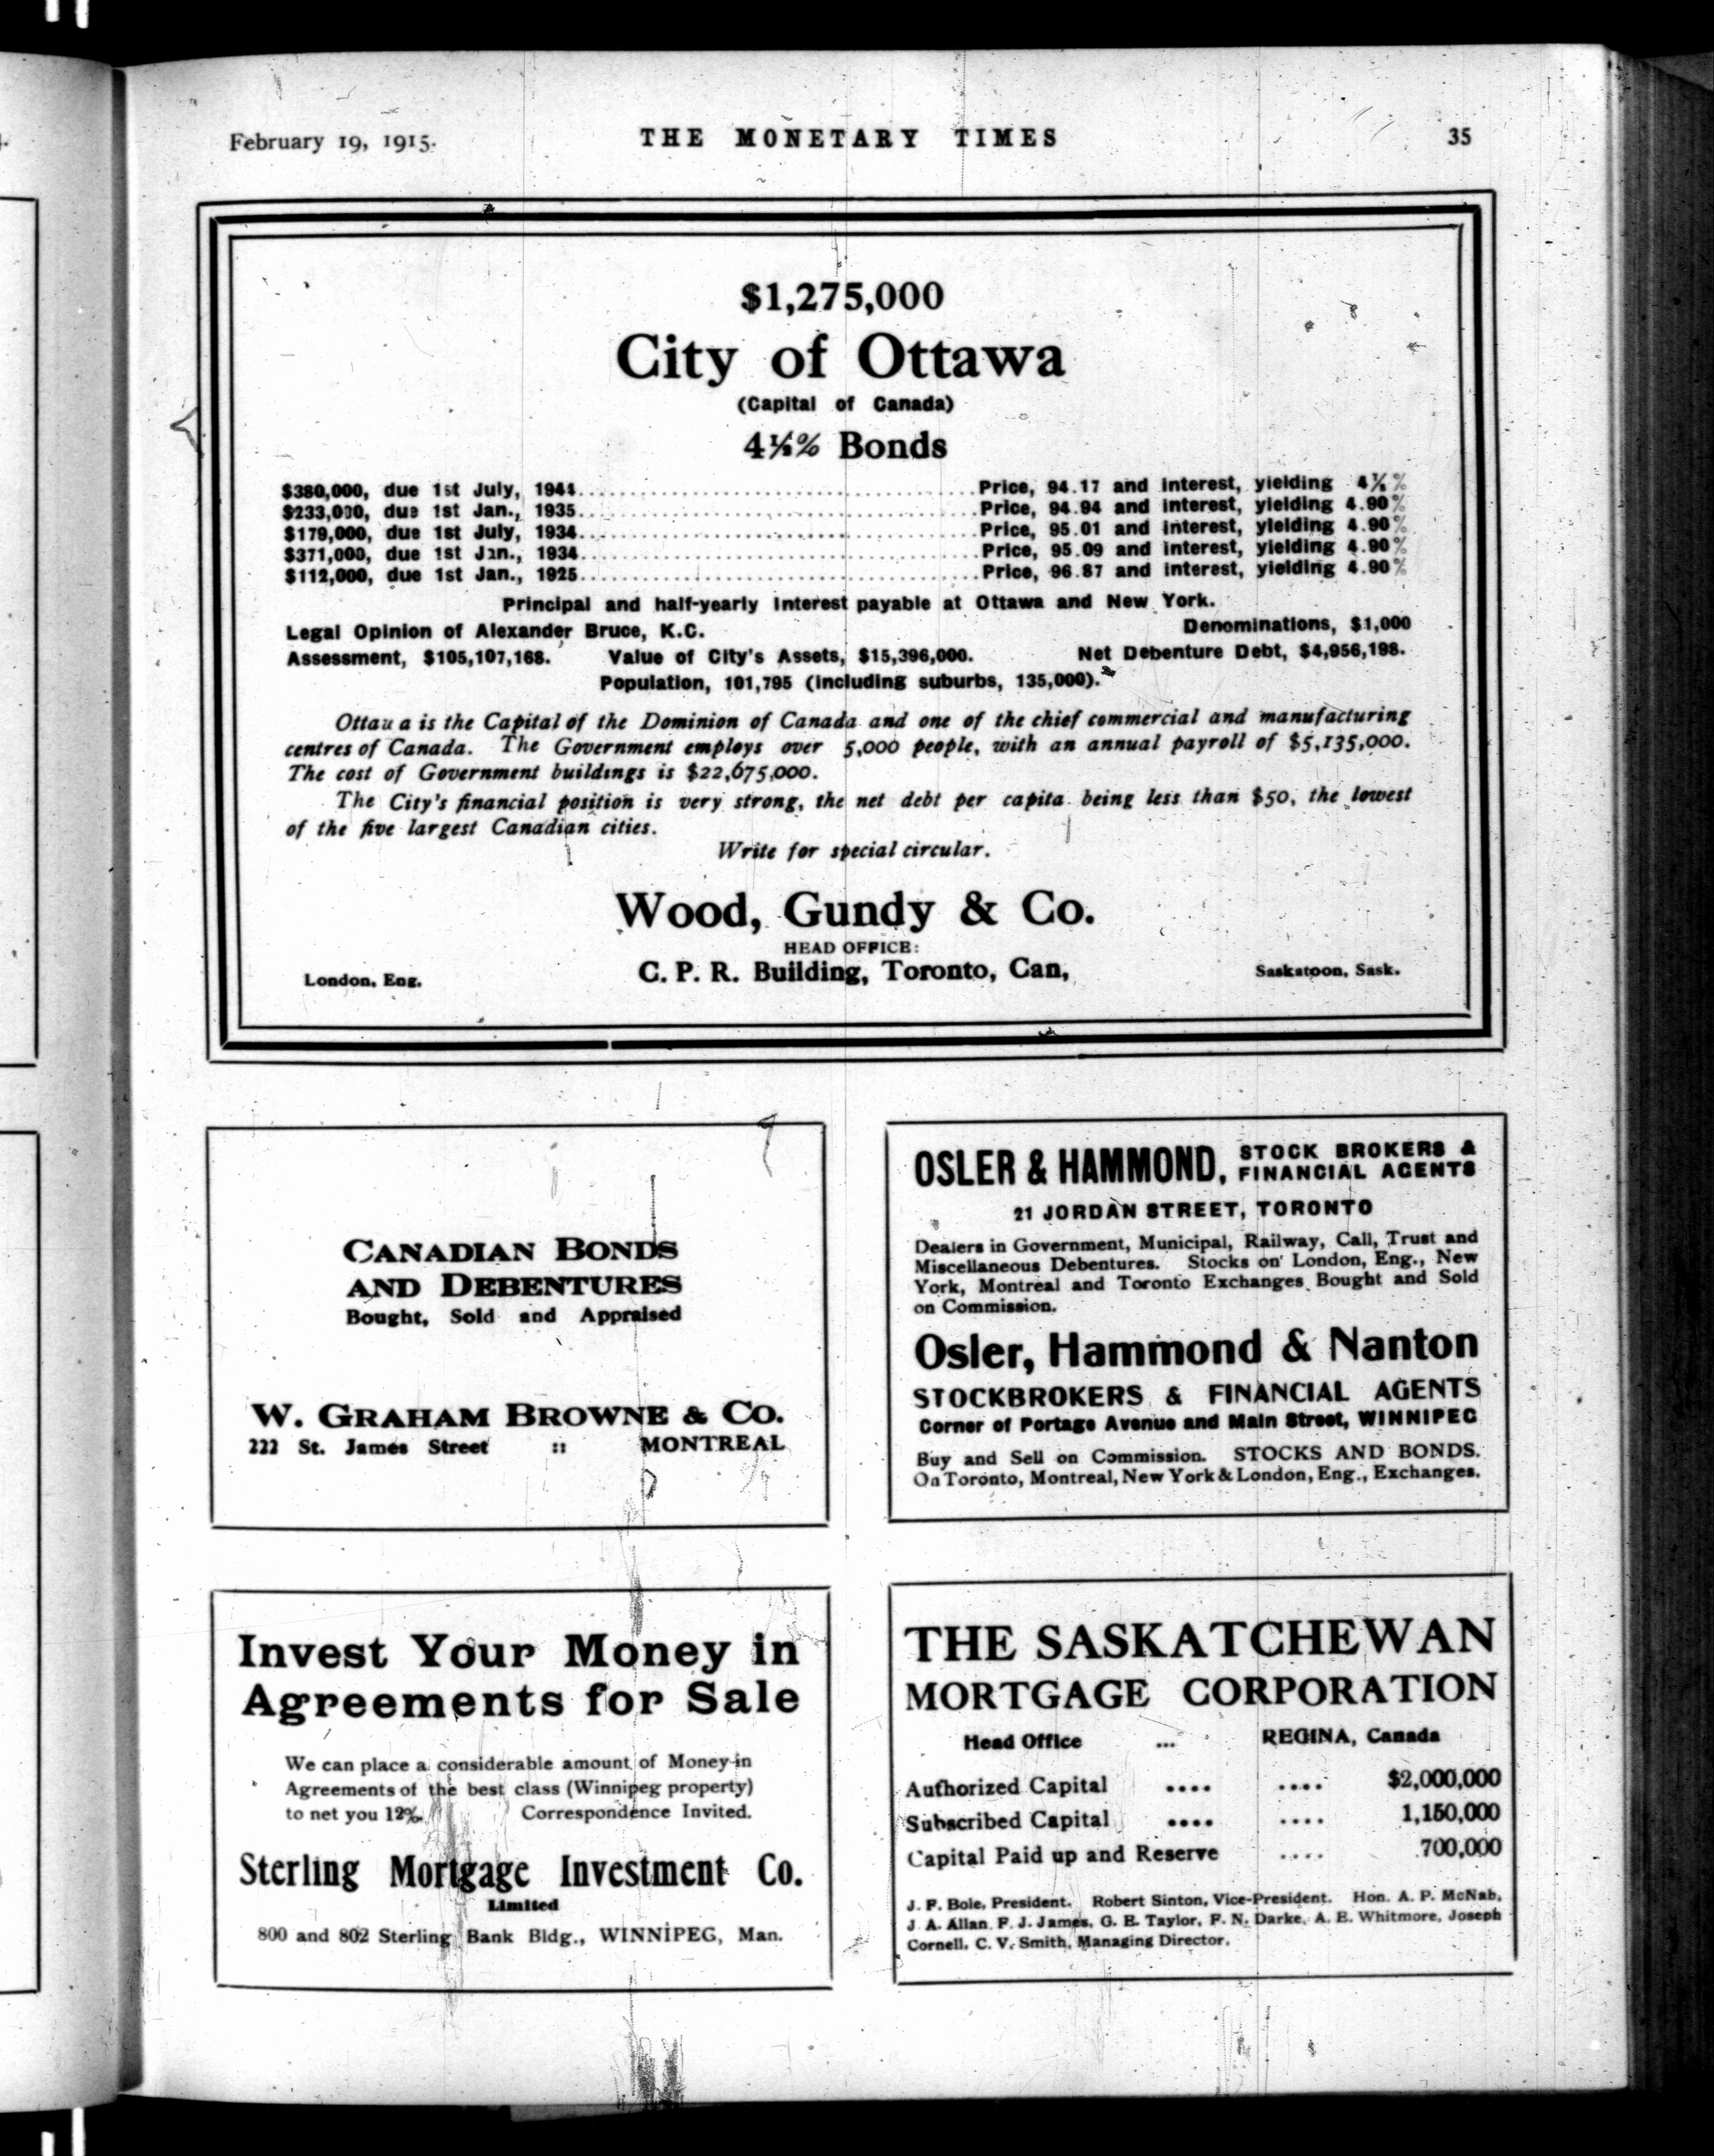 February 19, 1915.
THE MONETARY TIMES
35
$1,275,000
City of Ottawa
(Capital of Canada)
4½% Bonds
$380,000, due 1st July, 1944 Price, 94.17 and interest, yielding 4⅞%
$233,000, due 1st Jan., 1935 Price, 94.94 and interest, yielding 4.90%
$179,000, due 1st July, 1934 Price, 95.01 and interest, yielding 4.90%
$371,000, due 1st Jan., 1934 Price, 95.09 and interest, yielding 4.90%
$112,000, due 1st Jan., 1925 Price, 96.87 and interest, yielding 4.90%
Principal and half-yearly interest payable at Ottawa and New York.
Legal Opinion of Alexander Bruce, K.C. Denominations, $1,000
Assessment, $105,107,168. Value of City's Assets, $15,396,000. Net Debenture Debt, $4,956,198.
Population, 101,795 (including suburbs, 135,000).
Ottawa is the Capital of the Dominion of Canada and one of the chief commercial and manufacturing
centres of Canada. The Government employs over 5,000 people, with an annual payroll of $5,135,000.
The cost of Government buildings is $22,675,000.
The City's financial position is very strong, the net debt per capita being less than $50, the lowest
of the five largest Canadian cities.
Write for special circular.
Wood, Gundy & Co.
HEAD OFFICE:
London, Eng. C. P. R. Building, Toronto, Can, Saskatoon, Sask.
CANADIAN BONDS
AND DEBENTURES
Bought, Sold and Appraised
W. GRAHAM BROWNE & CO.
222 St. James Street :: MONTREAL
OSLER & HAMMOND, STOCK BROKERS &
FINANCIAL AGENTS
21 JORDAN STREET, TORONTO
Dealers in Government, Municipal, Railway, Call, Trust and
Miscellaneous Debentures. Stocks on London, Eng., New
York, Montreal and Toronto Exchanges Bought and Sold
on Commission.
Osler, Hammond & Nanton
STOCKBROKERS & FINANCIAL AGENTS
Corner of Portage Avenue and Main Street, WINNIPEG
Buy and Sell on Commission. STOCKS AND BONDS.
On Toronto, Montreal, New York & London, Eng., Exchanges.
Invest Your Money in
Agreements for Sale
We can place a considerable amount of Money in
Agreements of the best class (Winnipeg property)
to net you 12%. Correspondence Invited.
Sterling Mortgage Investment Co.
Limited
800 and 802 Sterling Bank Bldg., WINNIPEG, Man.
THE SASKATCHEWAN
MORTGAGE CORPORATION
Head Office ... REGINA, Canada
Authorized Capital .... .... $2,000,000
Subscribed Capital .... .... 1,150,000
Capital Paid up and Reserve .... 700,000
J. F. Bole, President. Robert Sinton, Vice-President. Hon. A. P. McNab,
J. A. Allan, F. J. James, G. E. Taylor, F. N. Darke, A. E. Whitmore, Joseph
Cornell, C. V. Smith, Managing Director.